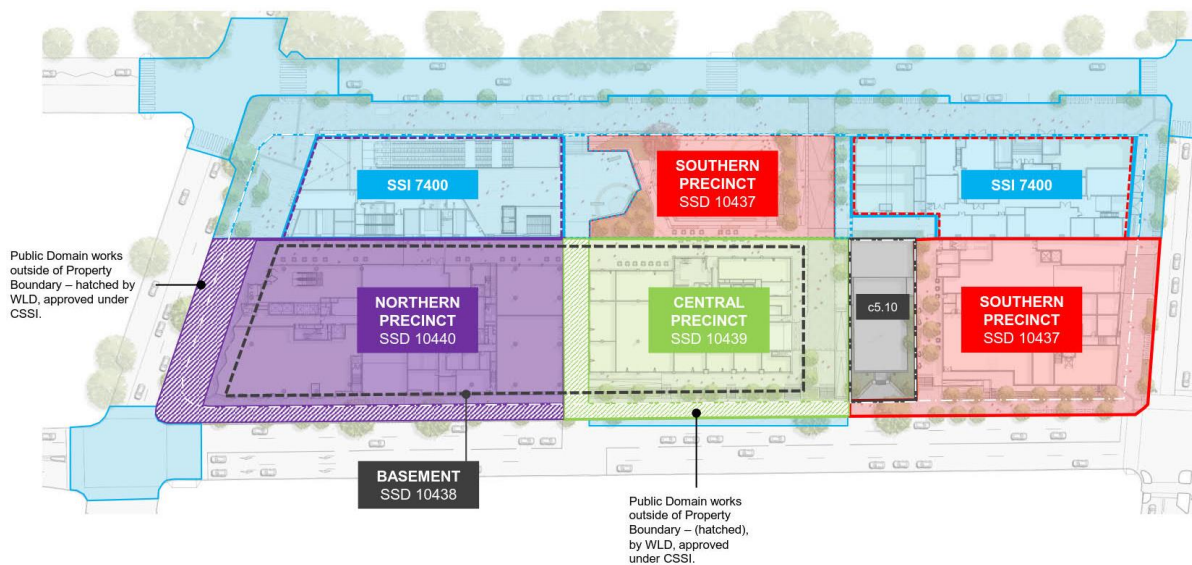 SOUTHERN
PRECINCT
SSD 10437
SSI 7400
SSI 7400
Public Domain works
outside of Property
Boundary – hatched by
WLD, approved under
CSSI.
NORTHERN
PRECINCT
SSD 10440
CENTRAL
PRECINCT
SSD 10439
c5.10
SOUTHERN
PRECINCT
SSD 10437
BASEMENT
SSD 10438
Public Domain works
outside of Property
Boundary – (hatched),
by WLD, approved
under CSSI.